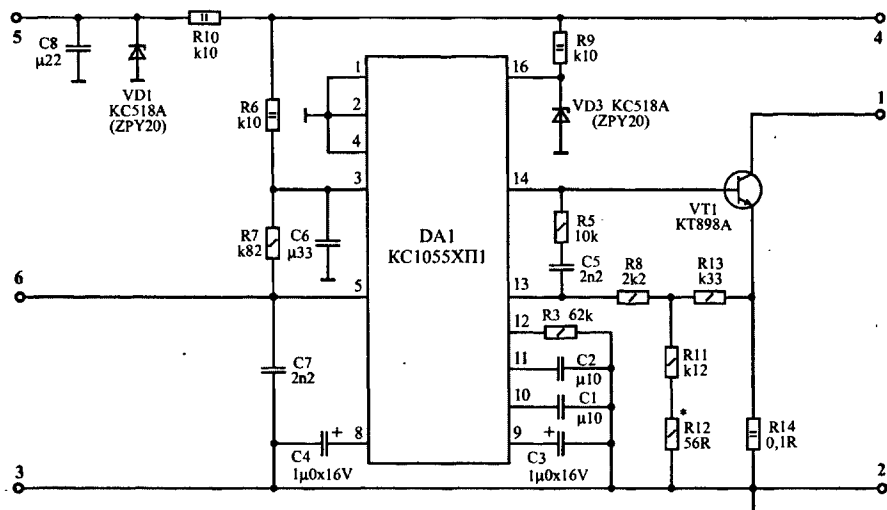 5
4
C8
µ22
R10
k10
VD1
KC518A
(ZPY20)
R9
k10
1
16
VD3 KC518A
(ZPY20)
1
R6
k10
2
4
3
14
VT1
KT898A
R7
k82
C6
µ33
DA1
КС1055ХП1
R5
10k
C5
2n2
R8
2k2
R13
k33
6
5
13
12
R3 62k
C7
2n2
11
C2
µ10
R11
k12
10
C1
µ10
*
R12
56R
R14
0,1R
+
8
9
+
C4
1µ0x16V
C3
1µ0x16V
3
2